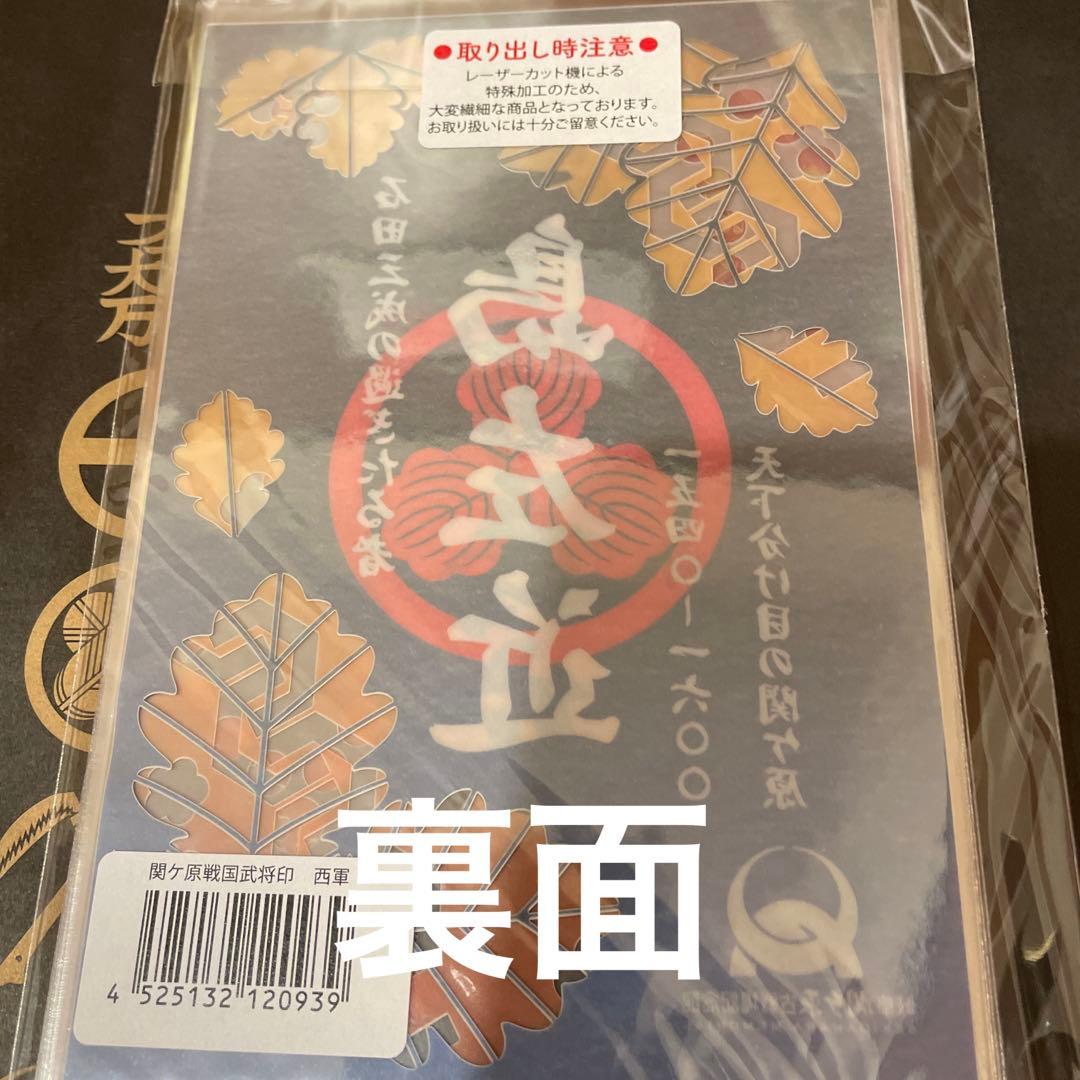 ●取り出し時注意●
レーザーカット機による
特殊加工のため、
大変繊細な商品となっております。
お取り扱いには十分ご留意ください。
天下分け目の関ケ原
一五四〇ー一六〇〇
島左近
石田三成の過ぎたる者
裏面
関ケ原戦国武将印　西軍
4 525132 120939